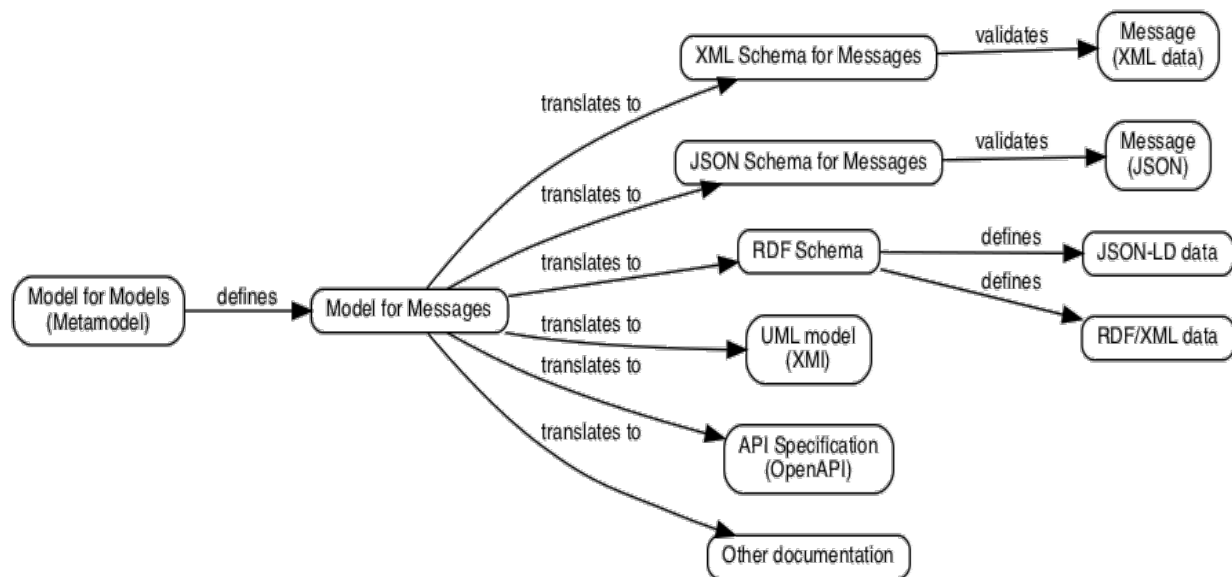 Model for Models
(Metamodel)
defines
Model for Messages
translates to
XML Schema for Messages
validates
Message
(XML data)
translates to
JSON Schema for Messages
validates
Message
(JSON)
translates to
RDF Schema
defines
JSON-LD data
defines
RDF/XML data
translates to
UML model
(XMI)
translates to
API Specification
(OpenAPI)
translates to
Other documentation